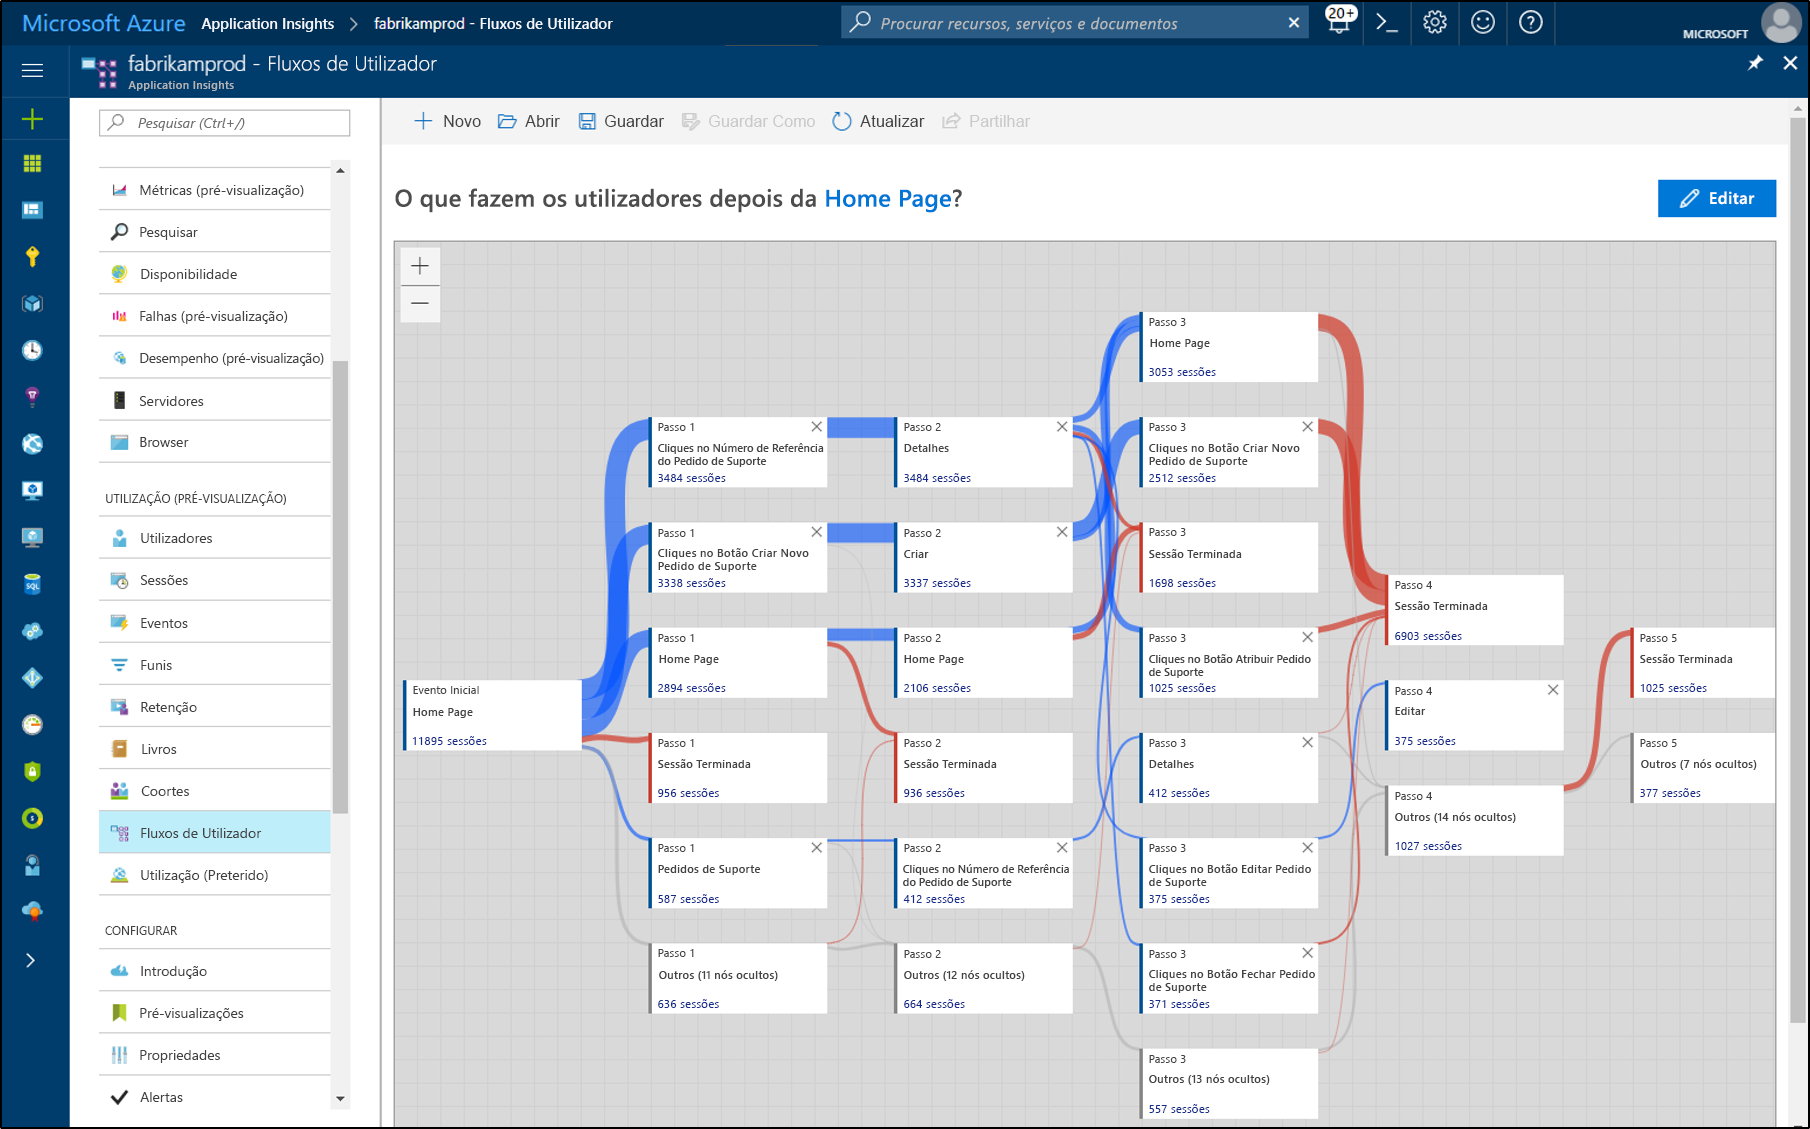 Microsoft Azure Application Insights > fabrikamprod - Fluxos de Utilizador
Procurar recursos, serviços e documentos
20+
MICROSOFT
fabrikamprod - Fluxos de Utilizador
Application Insights
Pesquisar (Ctrl+/)
Métricas (pré-visualização)
Pesquisar
Disponibilidade
Falhas (pré-visualização)
Desempenho (pré-visualização)
Servidores
Browser
UTILIZAÇÃO (PRÉ-VISUALIZAÇÃO)
Utilizadores
Sessões
Eventos
Funis
Retenção
Livros
Coortes
Fluxos de Utilizador
Utilização (Preterido)
CONFIGURAR
Introdução
Pré-visualizações
Propriedades
Alertas
SQL
Novo
Abrir
Guardar
Guardar Como
Atualizar
Partilhar
O que fazem os utilizadores depois da Home Page?
Editar
Evento Inicial
Home Page
11895 sessões
Passo 1
Cliques no Número de Referência
do Pedido de Suporte
3484 sessões
Passo 1
Cliques no Botão Criar Novo
Pedido de Suporte
3338 sessões
Passo 1
Home Page
2894 sessões
Passo 1
Sessão Terminada
956 sessões
Passo 1
Pedidos de Suporte
587 sessões
Passo 1
Outros (11 nós ocultos)
636 sessões
Passo 2
Detalhes
3484 sessões
Passo 2
Criar
3337 sessões
Passo 2
Home Page
2106 sessões
Passo 2
Sessão Terminada
936 sessões
Passo 2
Cliques no Número de Referência
do Pedido de Suporte
412 sessões
Passo 2
Outros (12 nós ocultos)
664 sessões
Passo 3
Home Page
3053 sessões
Passo 3
Cliques no Botão Criar Novo
Pedido de Suporte
2512 sessões
Passo 3
Sessão Terminada
1698 sessões
Passo 3
Cliques no Botão Atribuir Pedido
de Suporte
1025 sessões
Passo 3
Detalhes
412 sessões
Passo 3
Cliques no Botão Editar Pedido
de Suporte
375 sessões
Passo 3
Cliques no Botão Fechar Pedido
de Suporte
371 sessões
Passo 3
Outros (13 nós ocultos)
557 sessões
Passo 4
Sessão Terminada
6903 sessões
Passo 4
Editar
375 sessões
Passo 4
Outros (14 nós ocultos)
1027 sessões
Passo 5
Sessão Terminada
1025 sessões
Passo 5
Outros (7 nós ocultos)
377 sessões